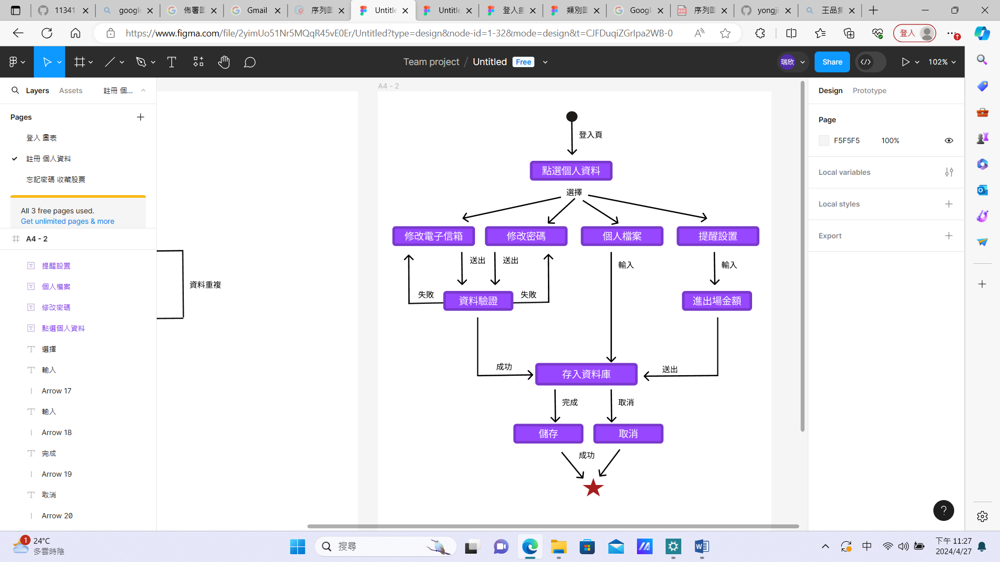 11341
google
佈署圖
Gmail
序列圖
Untitle
Untitle
登入畫
類別圖
Google
序列圖
yongji
王品集
https://www.figma.com/file/2yimUo51Nr5MQqR45vE0Er/Untitled?type=design&node-id=1-32&mode=design&t=CJFDuqiZGrIpa2WB-0
登入
Team project / Untitled Free
瑞欣
Share
102%
Layers
Assets
註冊 個...
Pages
登入 圖表
註冊 個人資料
忘記密碼 收藏股票
All 3 free pages used.
Get unlimited pages & more
A4 - 2
提醒設置
個人檔案
修改密碼
點選個人資料
選擇
輸入
Arrow 17
輸入
Arrow 18
完成
Arrow 19
取消
Arrow 20
資料重複
A4 - 2
登入頁
點選個人資料
選擇
修改電子信箱
修改密碼
個人檔案
提醒設置
送出
送出
輸入
輸入
失敗
資料驗證
失敗
進出場金額
成功
存入資料庫
送出
完成
取消
儲存
取消
成功
Design
Prototype
Page
F5F5F5
100%
Local variables
Local styles
Export
?
1
24°C
多雲時陰
搜尋
中
下午 11:27
2024/4/27